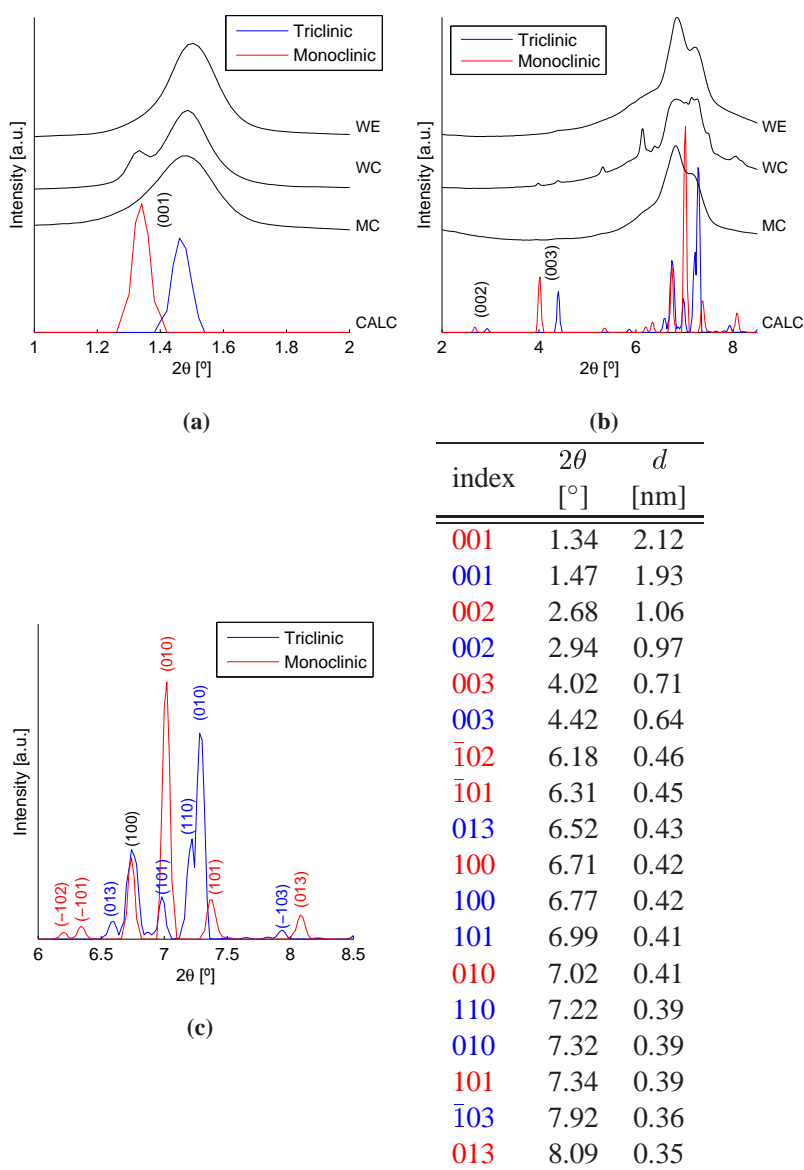 Triclinic
Monoclinic
Intensity [a.u.]
WE
WC
MC
CALC
(001)
1 1.2 1.4 1.6 1.8 2
2θ [º]
(a)
Triclinic
Monoclinic
Intensity [a.u.]
WE
WC
MC
CALC
(002)
(003)
2 4 6 8
2θ [º]
(b)
Triclinic
Monoclinic
Intensity [a.u.]
(−102)
(−101)
(013)
(100)
(101)
(010)
(110)
(010)
(101)
(−103)
(013)
6 6.5 7 7.5 8 8.5
2θ [º]
(c)
index 2θ [°] d [nm]
001 1.34 2.12
001 1.47 1.93
002 2.68 1.06
002 2.94 0.97
003 4.02 0.71
003 4.42 0.64
1̄02 6.18 0.46
1̄01 6.31 0.45
013 6.52 0.43
100 6.71 0.42
100 6.77 0.42
101 6.99 0.41
010 7.02 0.41
110 7.22 0.39
010 7.32 0.39
101 7.34 0.39
1̄03 7.92 0.36
013 8.09 0.35